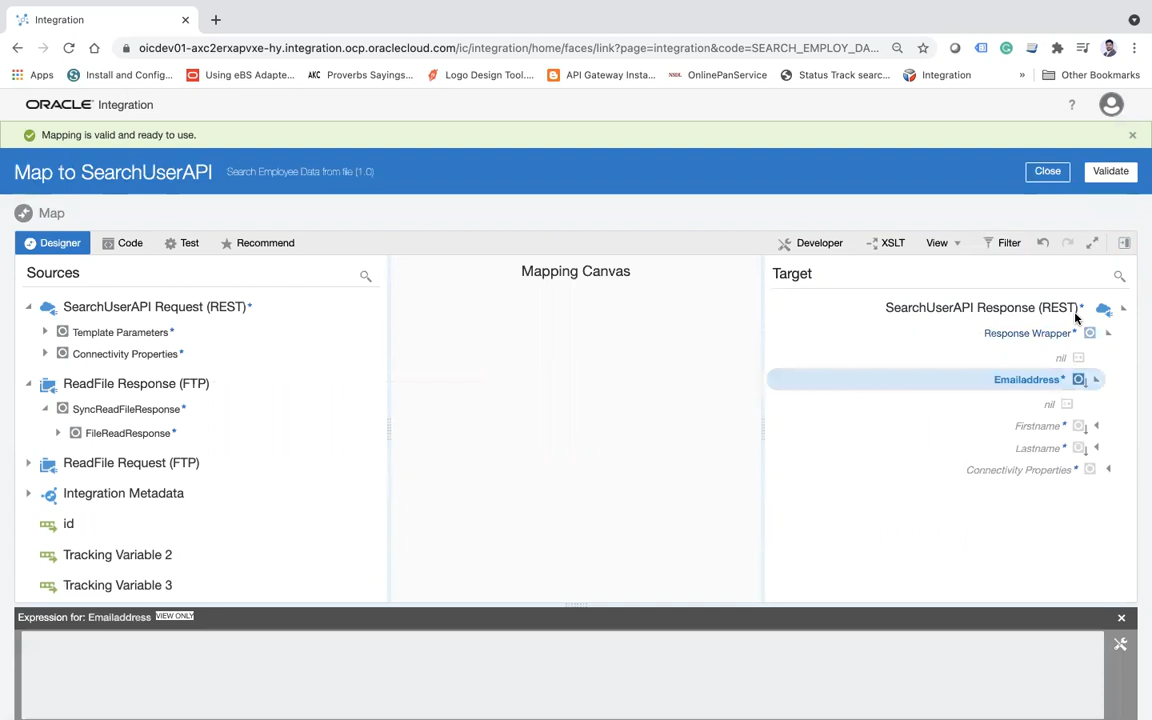 Integration
oicdev01-axc2erxapvxe-hy.integration.ocp.oraclecloud.com/ic/integration/home/faces/link?page=integration&code=SEARCH_EMPLOY_DA...
Apps
Install and Config...
Using eBS Adapte...
AKC Proverbs Sayings...
Logo Design Tool....
API Gateway Insta...
NSDL OnlinePanService
Status Track searc...
Integration
»
Other Bookmarks
ORACLE Integration
?
Mapping is valid and ready to use.
Map to SearchUserAPI
Search Employee Data from file (1.0)
Close
Validate
Map
Designer
Code
Test
Recommend
Developer
XSLT
View
Filter
Sources
Mapping Canvas
Target
SearchUserAPI Request (REST)*
Template Parameters*
Connectivity Properties*
ReadFile Response (FTP)
SyncReadFileResponse*
FileReadResponse*
ReadFile Request (FTP)
Integration Metadata
id
Tracking Variable 2
Tracking Variable 3
SearchUserAPI Response (REST)*
Response Wrapper*
nil
Emailaddress*
nil
Firstname*
Lastname*
Connectivity Properties*
Expression for: Emailaddress VIEW ONLY